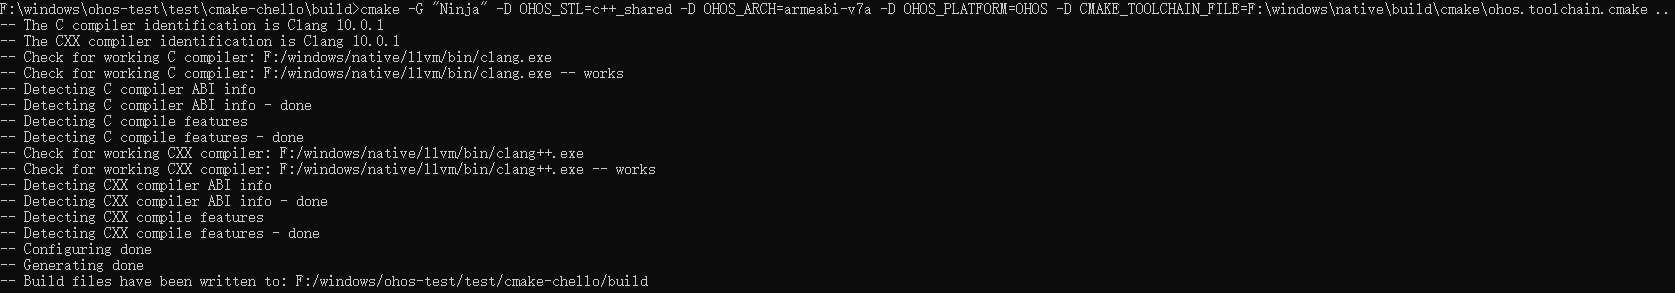 F:\windows\ohos-test\test\cmake-chello\build>cmake -G "Ninja" -D OHOS_STL=c++_shared -D OHOS_ARCH=armeabi-v7a -D OHOS_PLATFORM=OHOS -D CMAKE_TOOLCHAIN_FILE=F:\windows\native\build\cmake\ohos.toolchain.cmake ..
-- The C compiler identification is Clang 10.0.1
-- The CXX compiler identification is Clang 10.0.1
-- Check for working C compiler: F:/windows/native/llvm/bin/clang.exe
-- Check for working C compiler: F:/windows/native/llvm/bin/clang.exe -- works
-- Detecting C compiler ABI info
-- Detecting C compiler ABI info - done
-- Detecting C compile features
-- Detecting C compile features - done
-- Check for working CXX compiler: F:/windows/native/llvm/bin/clang++.exe
-- Check for working CXX compiler: F:/windows/native/llvm/bin/clang++.exe -- works
-- Detecting CXX compiler ABI info
-- Detecting CXX compiler ABI info - done
-- Detecting CXX compile features
-- Detecting CXX compile features - done
-- Configuring done
-- Generating done
-- Build files have been written to: F:/windows/ohos-test/test/cmake-chello/build